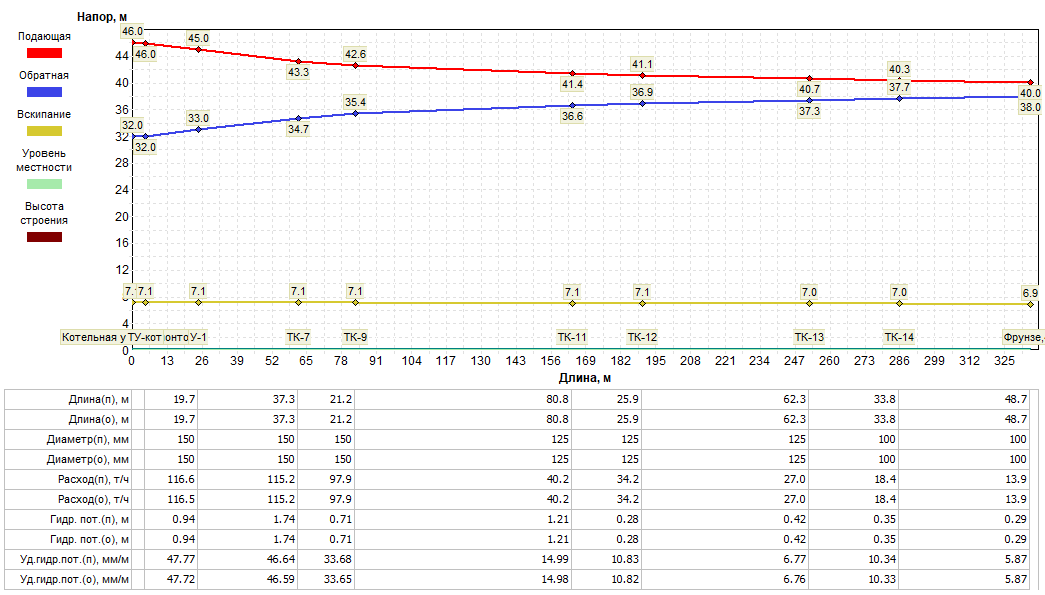 Напор, м
Подающая
Обратная
Вскипание
Уровень
местности
Высота
строения
46.0
46.0
45.0
43.3
42.6
41.4
41.1
40.7
40.3
40.0
32.0
32.0
33.0
34.7
35.4
36.6
36.9
37.3
37.7
38.0
7.1
7.1
7.1
7.1
7.1
7.1
7.0
7.0
6.9
44
40
36
32
28
24
20
16
12
4
0
ТУ-кот У-1 ТК-7 ТК-9 ТК-11 ТК-12 ТК-13 ТК-14 Фрунзе,
Котельная у
0 13 26 39 52 65 78 91 104 117 130 143 156 169 182 195 208 221 234 247 260 273 286 299 312 325
Длина, м
Длина(п), м 19.7 37.3 21.2 80.8 25.9 62.3 33.8 48.7
Длина(о), м 19.7 37.3 21.2 80.8 25.9 62.3 33.8 48.7
Диаметр(п), мм 150 150 150 125 125 125 100 100
Диаметр(о), мм 150 150 150 125 125 125 100 100
Расход(п), т/ч 116.6 115.2 97.9 40.2 34.2 27.0 18.4 13.9
Расход(о), т/ч 116.5 115.2 97.9 40.2 34.2 27.0 18.4 13.9
Гидр. пот.(п), м 0.94 1.74 0.71 1.21 0.28 0.42 0.35 0.29
Гидр. пот.(о), м 0.94 1.74 0.71 1.21 0.28 0.42 0.35 0.29
Уд.гидр.пот.(п), мм/м 47.77 46.64 33.68 14.99 10.83 6.77 10.34 5.87
Уд.гидр.пот.(о), мм/м 47.72 46.59 33.65 14.98 10.82 6.76 10.33 5.87